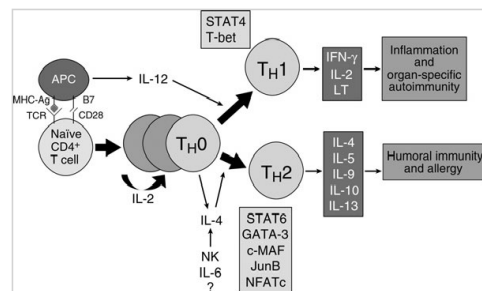 STAT4
T-bet
APC
IL-12
TH1
IFN-γ
IL-2
LT
Inflammation
and
organ-specific
autoimmunity
MHC-Ag
B7
TCR
CD28
Naïve
CD4+
T cell
TH0
IL-2
TH2
IL-4
IL-5
IL-9
IL-10
IL-13
Humoral immunity
and allergy
IL-4
NK
IL-6
?
STAT6
GATA-3
c-MAF
JunB
NFATc